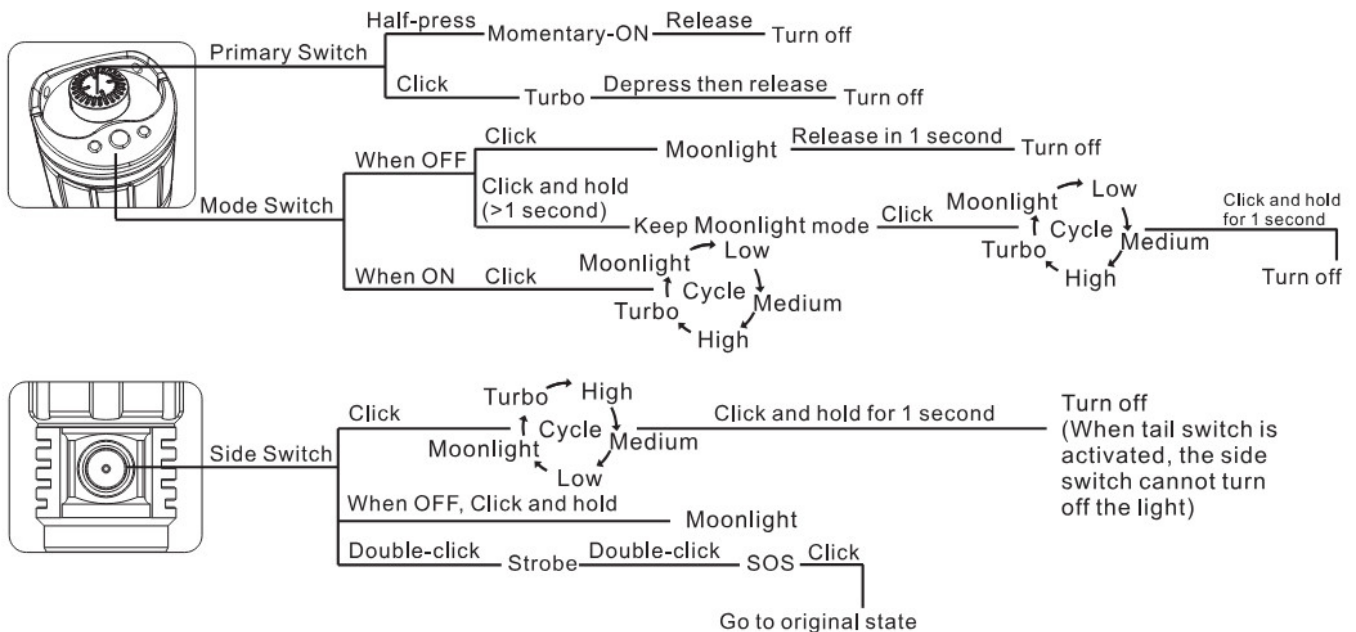 Half-press
Momentary-ON
Release
Turn off
Primary Switch
Click
Turbo
Depress then release
Turn off
Click
Moonlight
Release in 1 second
Turn off
When OFF
Click and hold
(>1 second)
Keep Moonlight mode
Click
Moonlight
Low
Cycle
Medium
Turbo
High
Click and hold
for 1 second
Turn off
Mode Switch
When ON
Click
Moonlight
Low
Cycle
Medium
Turbo
High
Side Switch
Click
Turbo
High
Cycle
Medium
Moonlight
Low
Click and hold for 1 second
Turn off
(When tail switch is
activated, the side
switch cannot turn
off the light)
When OFF, Click and hold
Moonlight
Double-click
Strobe
Double-click
SOS
Click
Go to original state